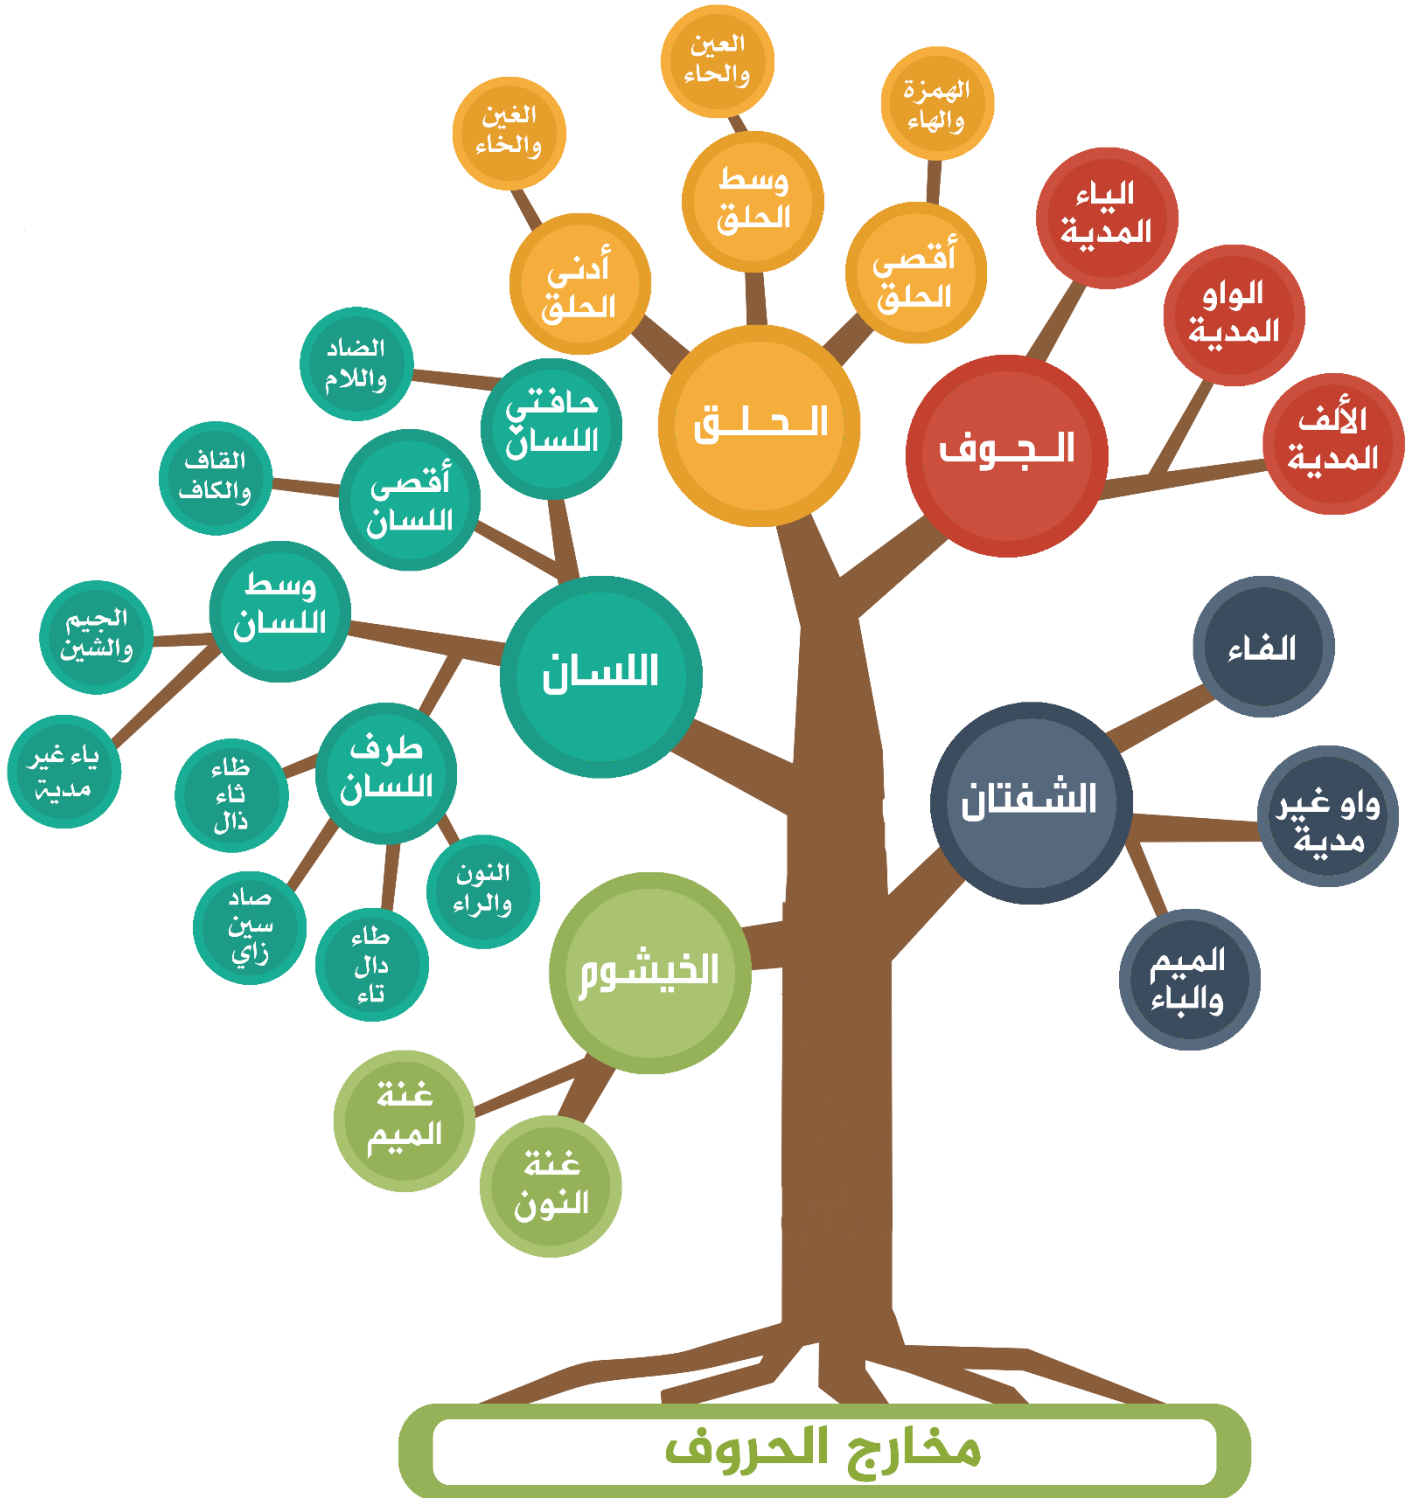 العين
والحاء
الهمزة
والهاء
الغين
والخاء
وسط
الحلق
أقصى
الحلق
أدنى
الحلق
الحـلـق
الياء
المدية
الواو
المدية
الألف
المدية
الـجـوف
الضاد
واللام
حافتي
اللسان
القاف
والكاف
أقصى
اللسان
وسط
اللسان
الجيم
والشين
ياء غير
مدية
اللسان
طرف
اللسان
ظاء
ثاء
ذال
صاد
سين
زاي
طاء
دال
تاء
النون
والراء
الفاء
الشفتان
واو غير
مدية
الميم
والباء
الخيشوم
غنة
الميم
غنة
النون
مخارج الحروف